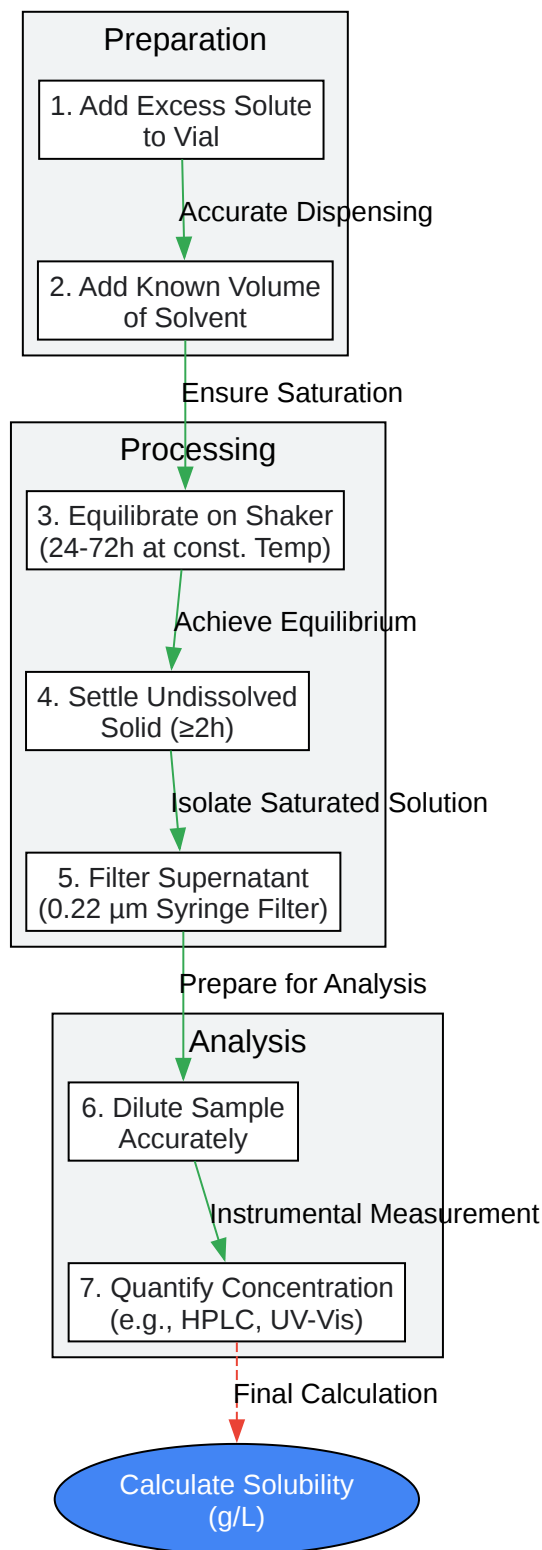 Preparation
1. Add Excess Solute
to Vial
Accurate Dispensing
2. Add Known Volume
of Solvent
Ensure Saturation
Processing
3. Equilibrate on Shaker
(24-72h at const. Temp)
Achieve Equilibrium
4. Settle Undissolved
Solid (≥2h)
Isolate Saturated Solution
5. Filter Supernatant
(0.22 µm Syringe Filter)
Prepare for Analysis
Analysis
6. Dilute Sample
Accurately
Instrumental Measurement
7. Quantify Concentration
(e.g., HPLC, UV-Vis)
Final Calculation
Calculate Solubility
(g/L)